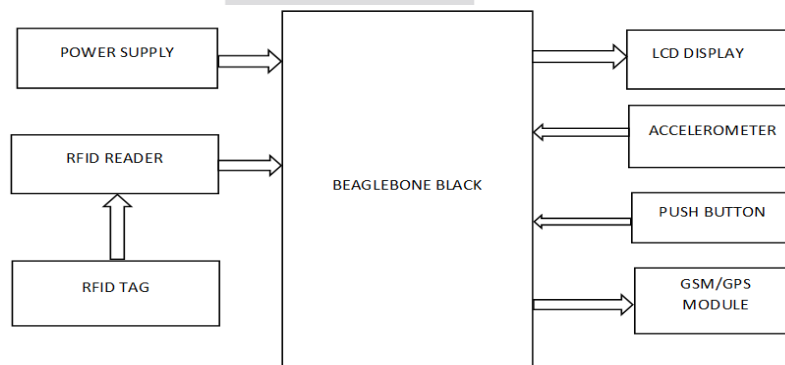 POWER SUPPLY
RFID READER
RFID TAG
BEAGLEBONE BLACK
LCD DISPLAY
ACCELEROMETER
PUSH BUTTON
GSM/GPS
MODULE